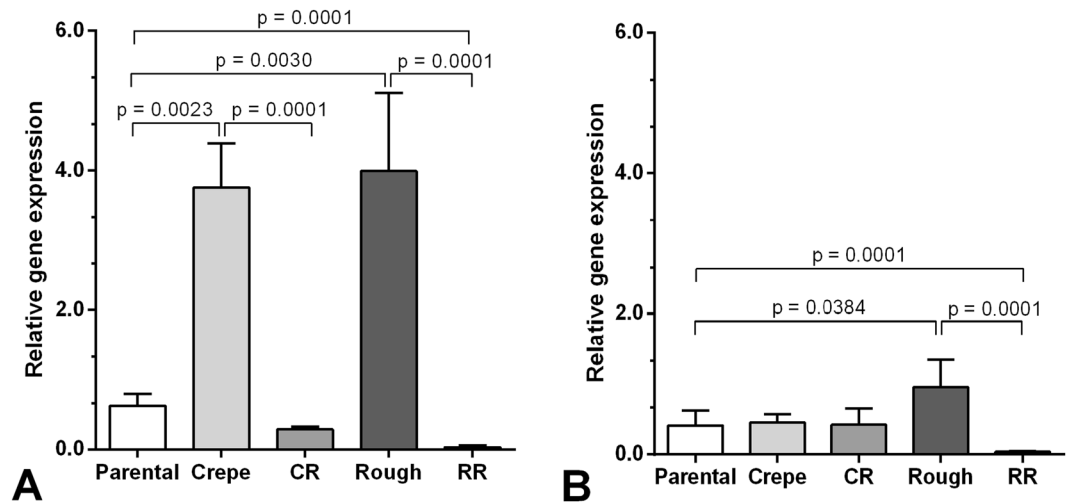 p = 0.0001
p = 0.0030
p = 0.0001
p = 0.0023
p = 0.0001
6.0
4.0
2.0
0.0
Relative gene expression
Parental
Crepe
CR
Rough
RR
A
p = 0.0001
p = 0.0384
p = 0.0001
6.0
4.0
2.0
0.0
Relative gene expression
Parental
Crepe
CR
Rough
RR
B